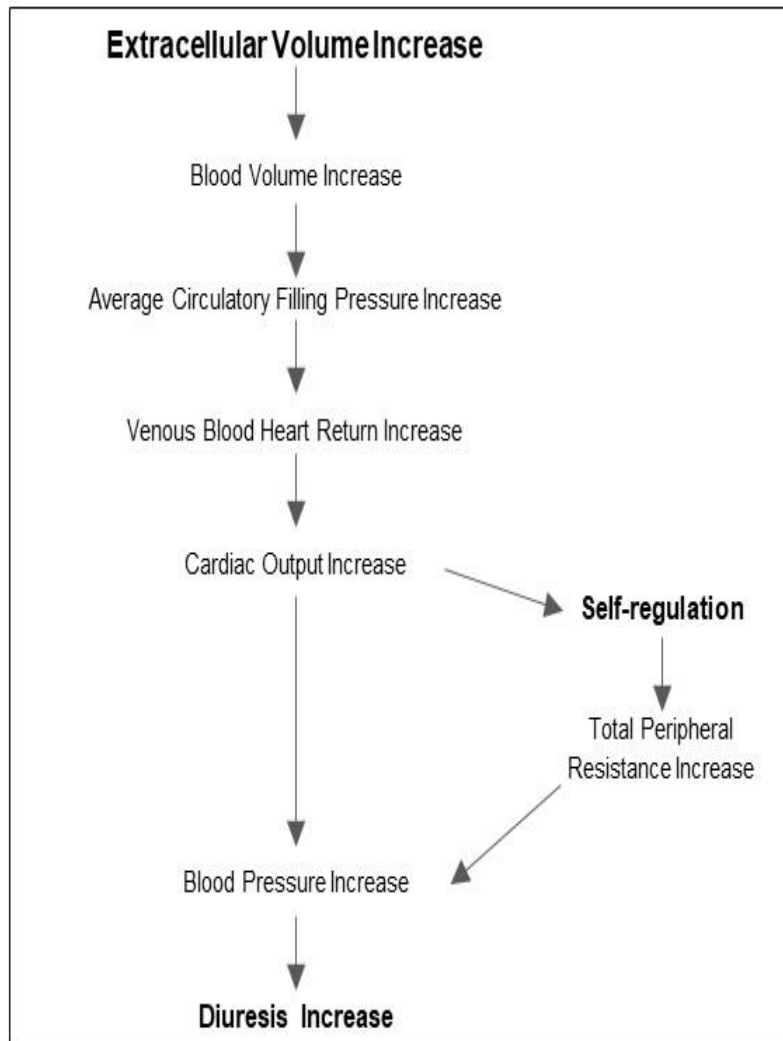 Extracellular Volume Increase
Blood Volume Increase
Average Circulatory Filling Pressure Increase
Venous Blood Heart Return Increase
Cardiac Output Increase
Self-regulation
Total Peripheral
Resistance Increase
Blood Pressure Increase
Diuresis Increase